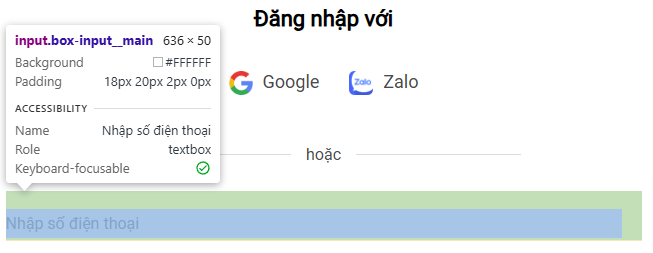 Đăng nhập với
input.box-input__main 636 × 50
Background #FFFFFF
Padding 18px 20px 2px 0px
ACCESSIBILITY
Name Nhập số điện thoại
Role textbox
Keyboard-focusable
Google Zalo Zalo
hoặc
Nhập số điện thoại